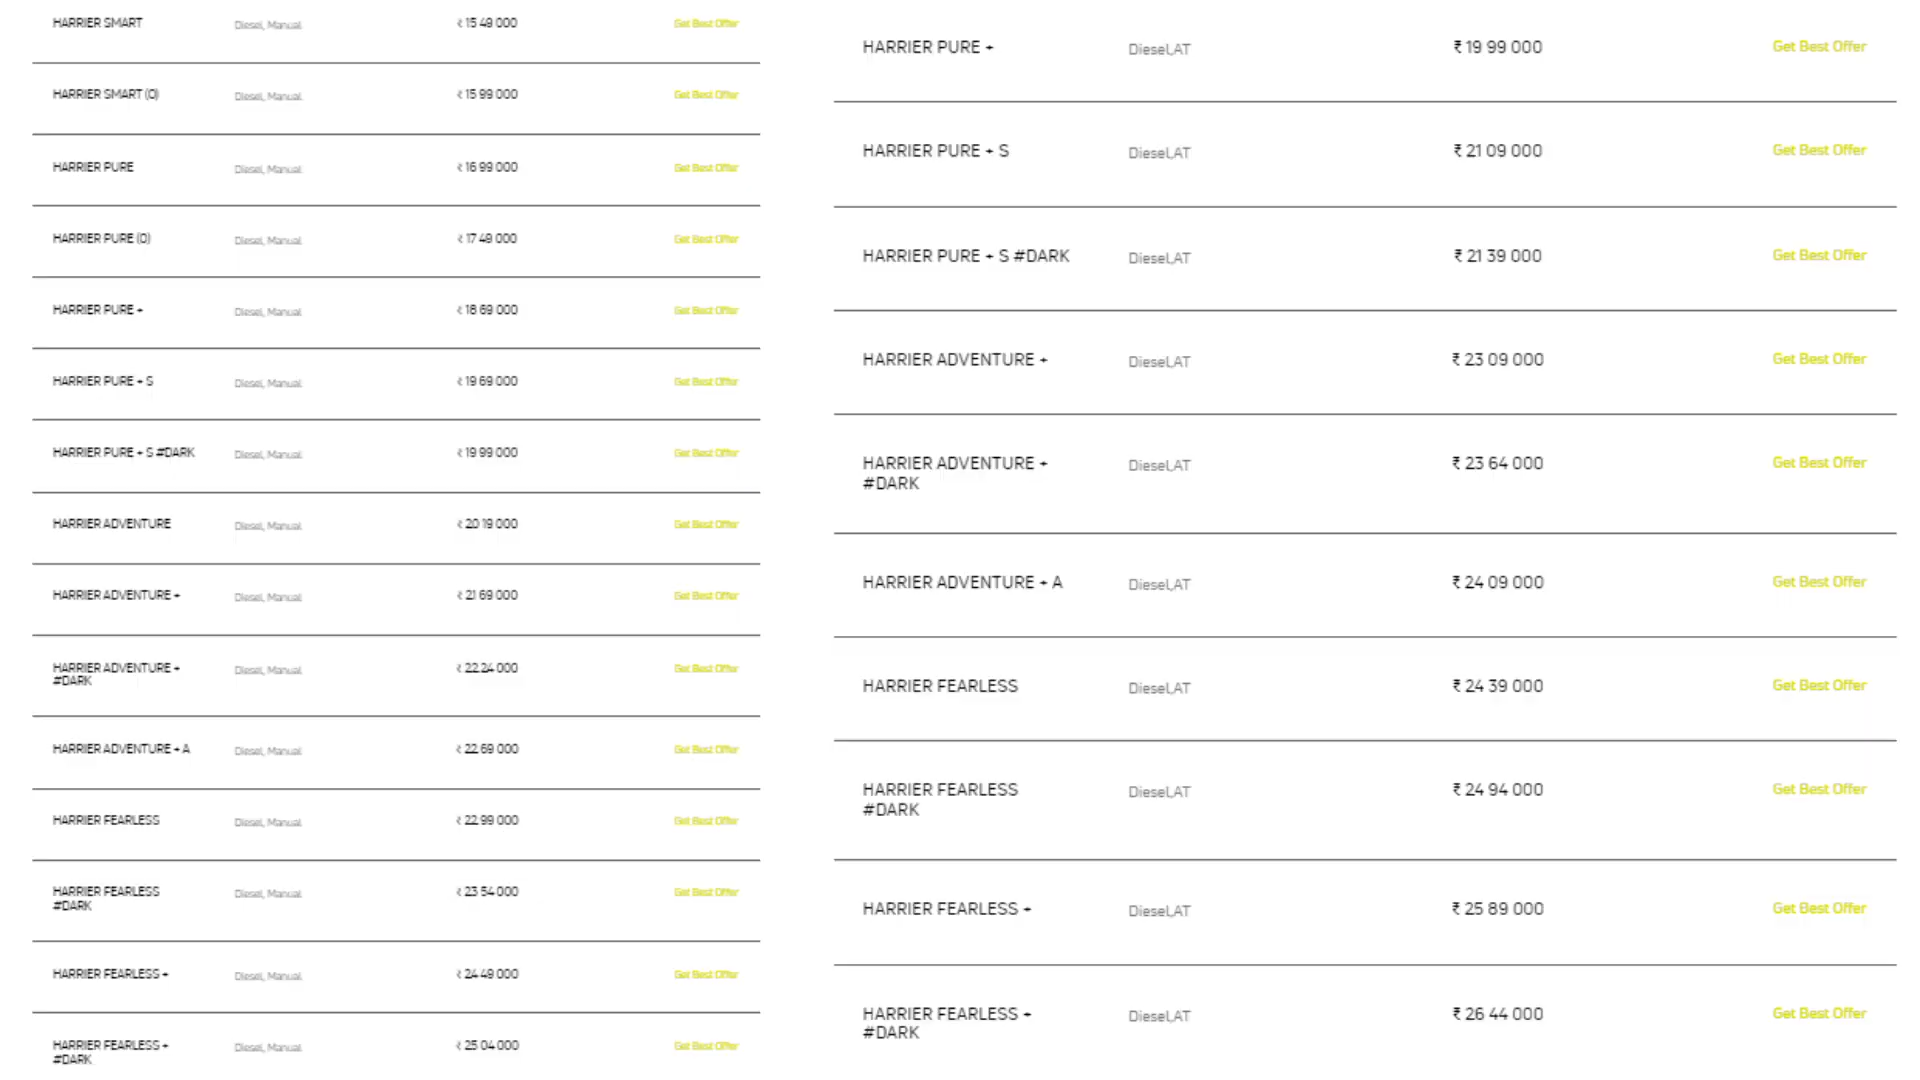 HARRIER SMART Diesel, Manual ₹ 15 49 000 Get Best Offer
HARRIER SMART (O) Diesel, Manual ₹ 15 99 000 Get Best Offer
HARRIER PURE Diesel, Manual ₹ 16 99 000 Get Best Offer
HARRIER PURE (O) Diesel, Manual ₹ 17 49 000 Get Best Offer
HARRIER PURE + Diesel, Manual ₹ 18 69 000 Get Best Offer
HARRIER PURE + S Diesel, Manual ₹ 19 69 000 Get Best Offer
HARRIER PURE + S #DARK Diesel, Manual ₹ 19 99 000 Get Best Offer
HARRIER ADVENTURE Diesel, Manual ₹ 20 19 000 Get Best Offer
HARRIER ADVENTURE + Diesel, Manual ₹ 21 69 000 Get Best Offer
HARRIER ADVENTURE + Diesel, Manual ₹ 22 24 000 Get Best Offer
#DARK
HARRIER ADVENTURE + A Diesel, Manual ₹ 22 69 000 Get Best Offer
HARRIER FEARLESS Diesel, Manual ₹ 22 99 000 Get Best Offer
HARRIER FEARLESS Diesel, Manual ₹ 23 54 000 Get Best Offer
#DARK
HARRIER FEARLESS + Diesel, Manual ₹ 24 49 000 Get Best Offer
HARRIER FEARLESS + Diesel, Manual ₹ 25 04 000 Get Best Offer
#DARK
HARRIER PURE + Diesel,AT ₹ 19 99 000 Get Best Offer
HARRIER PURE + S Diesel,AT ₹ 21 09 000 Get Best Offer
HARRIER PURE + S #DARK Diesel,AT ₹ 21 39 000 Get Best Offer
HARRIER ADVENTURE + Diesel,AT ₹ 23 09 000 Get Best Offer
HARRIER ADVENTURE + Diesel,AT ₹ 23 64 000 Get Best Offer
#DARK
HARRIER ADVENTURE + A Diesel,AT ₹ 24 09 000 Get Best Offer
HARRIER FEARLESS Diesel,AT ₹ 24 39 000 Get Best Offer
HARRIER FEARLESS Diesel,AT ₹ 24 94 000 Get Best Offer
#DARK
HARRIER FEARLESS + Diesel,AT ₹ 25 89 000 Get Best Offer
HARRIER FEARLESS + Diesel,AT ₹ 26 44 000 Get Best Offer
#DARK